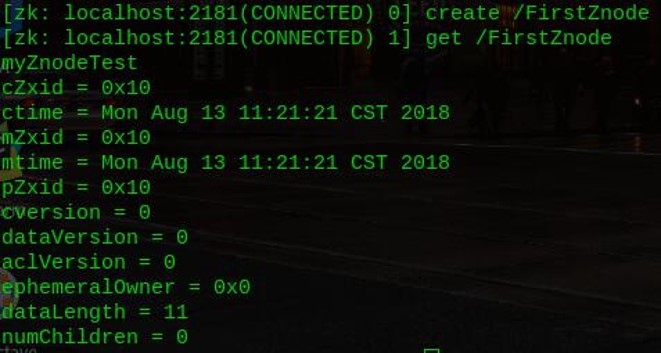 [zk: localhost:2181(CONNECTED) 0] create /FirstZnode
[zk: localhost:2181(CONNECTED) 1] get /FirstZnode
myZnodeTest
cZxid = 0x10
ctime = Mon Aug 13 11:21:21 CST 2018
mZxid = 0x10
mtime = Mon Aug 13 11:21:21 CST 2018
pZxid = 0x10
cversion = 0
dataVersion = 0
aclVersion = 0
ephemeralOwner = 0x0
dataLength = 11
numChildren = 0